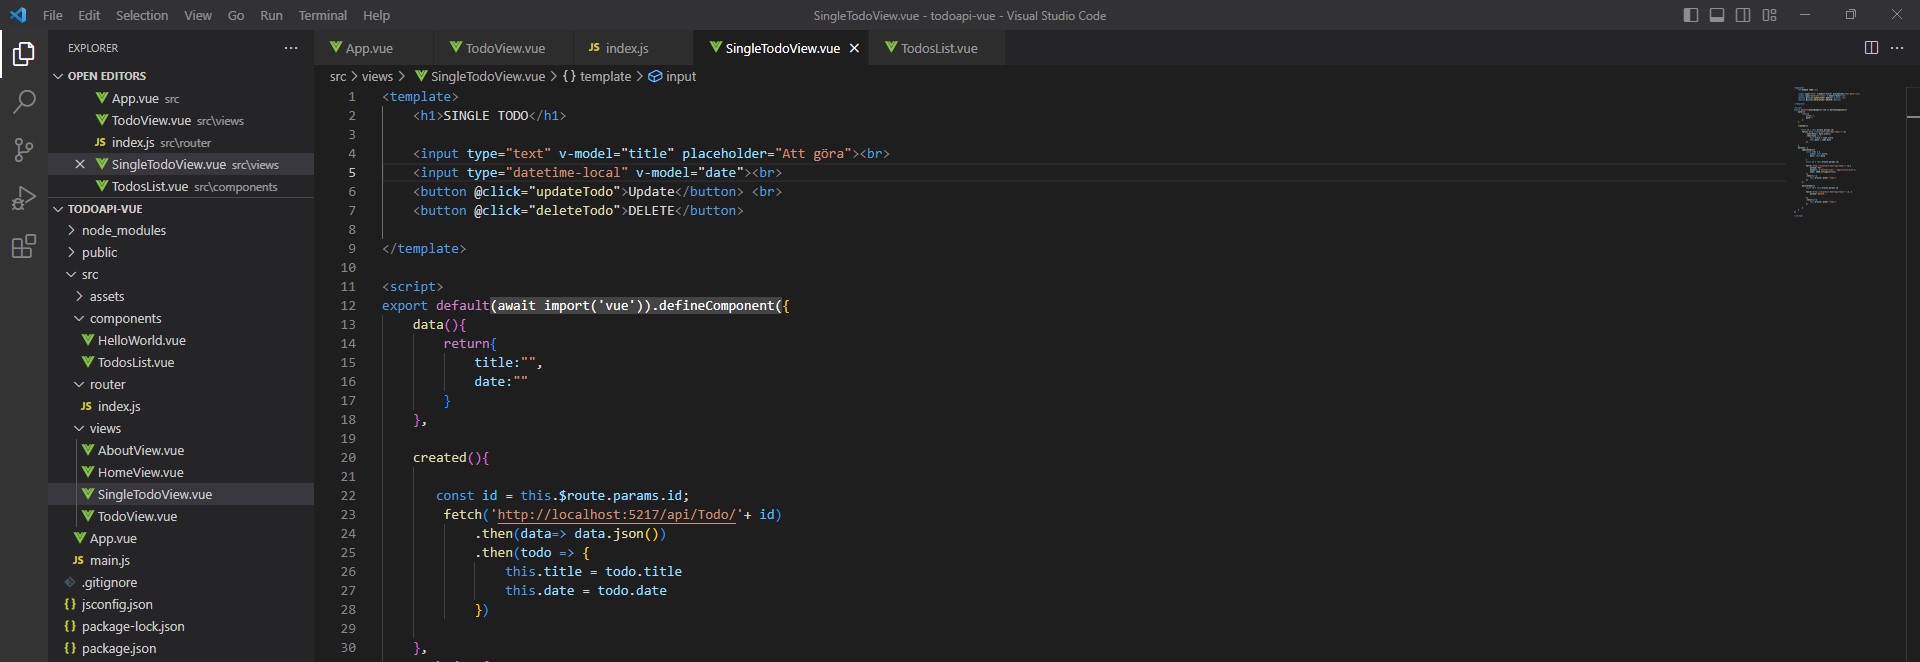 File Edit Selection View Go Run Terminal Help
SingleTodoView.vue - todoapi-vue - Visual Studio Code
EXPLORER
OPEN EDITORS
App.vue src
TodoView.vue src\views
JS index.js src\router
SingleTodoView.vue src\views
TodosList.vue src\components
TODOAPI-VUE
node_modules
public
src
assets
components
HelloWorld.vue
TodosList.vue
router
JS index.js
views
AboutView.vue
HomeView.vue
SingleTodoView.vue
TodoView.vue
App.vue
JS main.js
.gitignore
{} jsconfig.json
{} package-lock.json
{} package.json
App.vue TodoView.vue JS index.js SingleTodoView.vue TodosList.vue
src > views > SingleTodoView.vue > {} template > input
1 <template>
2 <h1>SINGLE TODO</h1>
3
4 <input type="text" v-model="title" placeholder="Att göra"><br>
5 <input type="datetime-local" v-model="date"><br>
6 <button @click="updateTodo">Update</button> <br>
7 <button @click="deleteTodo">DELETE</button>
8
9 </template>
10
11 <script>
12 export default(await import('vue')).defineComponent({
13 data(){
14 return{
15 title:"",
16 date:""
17 }
18 },
19
20 created(){
21
22 const id = this.$route.params.id;
23 fetch('http://localhost:5217/api/Todo/'+ id)
24 .then(data=> data.json())
25 .then(todo => {
26 this.title = todo.title
27 this.date = todo.date
28 })
29
30 },